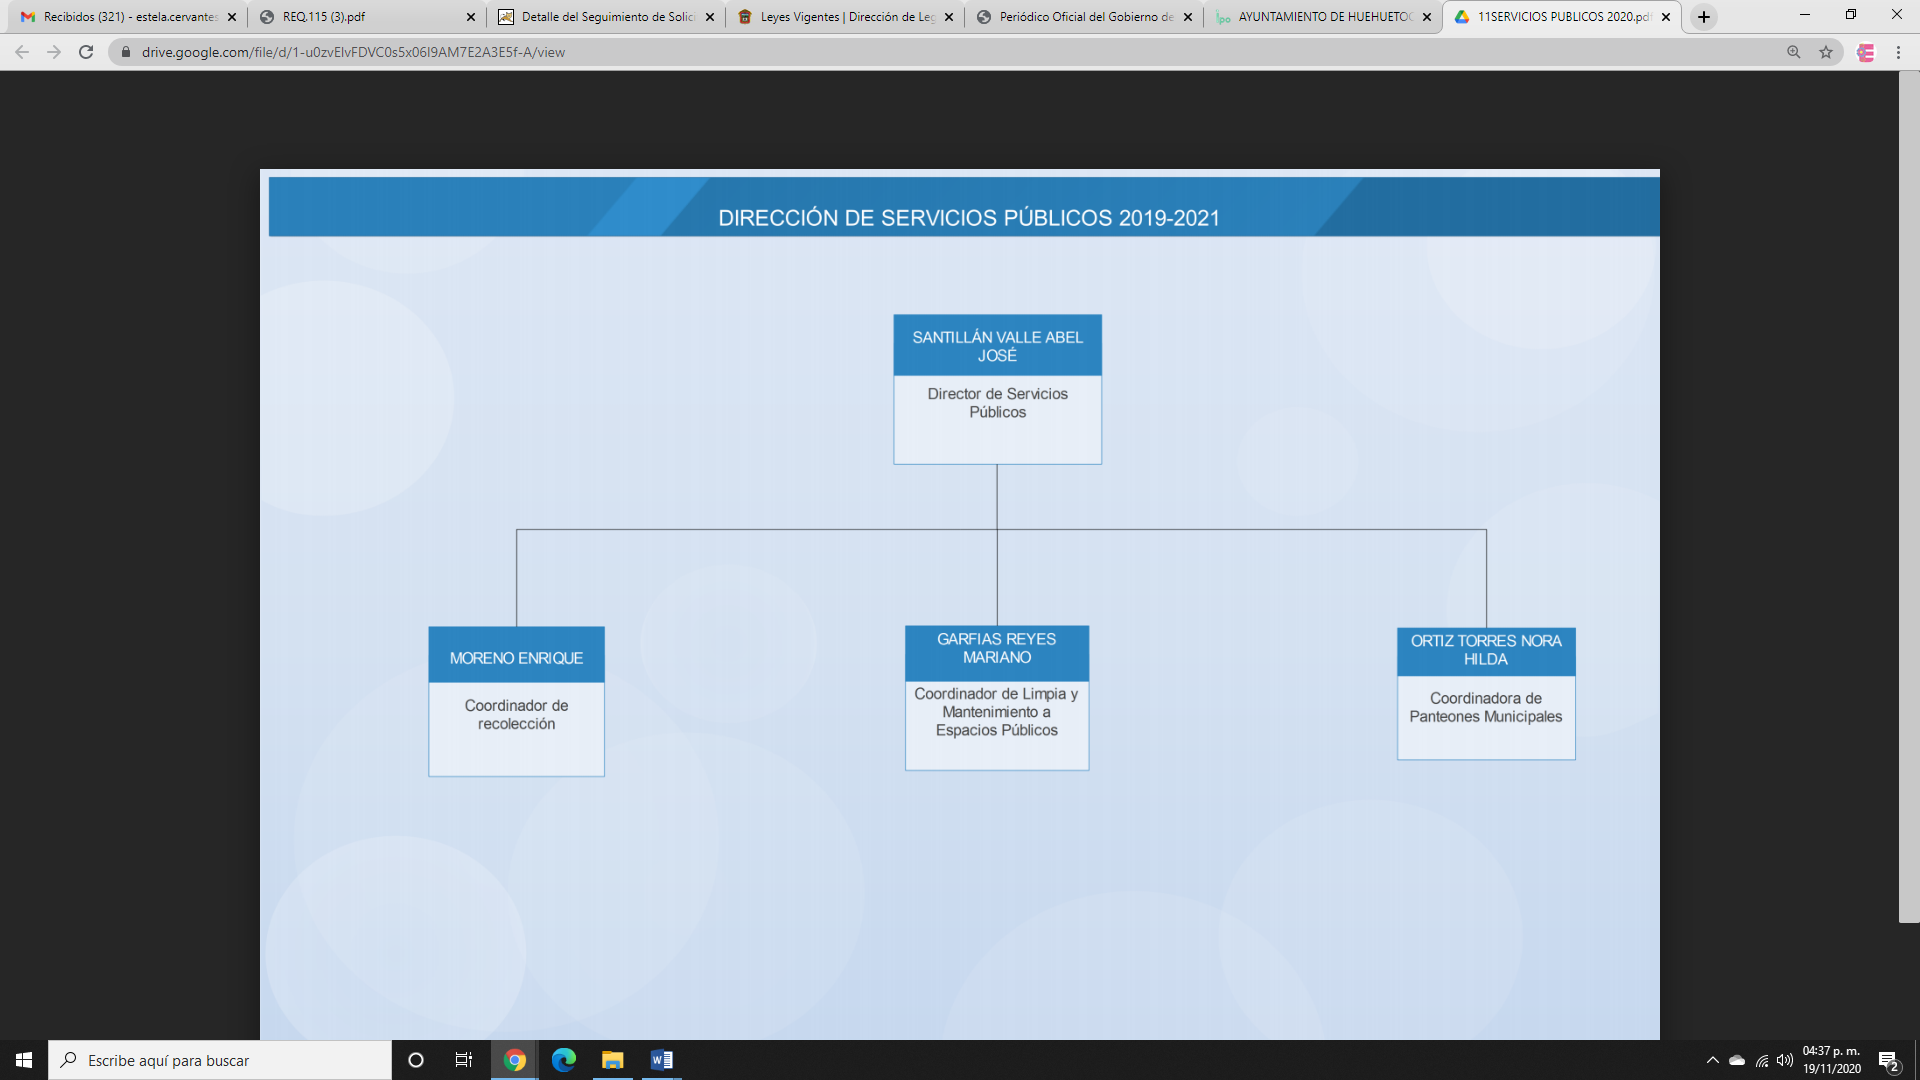 Recibidos (321) - estela.cervantes
REQ.115 (3).pdf
Detalle del Seguimiento de Solici
Leyes Vigentes | Dirección de Leg
Periódico Oficial del Gobierno de
AYUNTAMIENTO DE HUEHUETOC
11SERVICIOS PUBLICOS 2020.pdf
drive.google.com/file/d/1-u0zvElvFDVC0s5x06I9AM7E2A3E5f-A/view
DIRECCIÓN DE SERVICIOS PÚBLICOS 2019-2021
SANTILLÁN VALLE ABEL
JOSÉ
Director de Servicios
Públicos
MORENO ENRIQUE
Coordinador de
recolección
GARFIAS REYES
MARIANO
Coordinador de Limpia y
Mantenimiento a
Espacios Públicos
ORTIZ TORRES NORA
HILDA
Coordinadora de
Panteones Municipales
Escribe aquí para buscar
04:37 p. m.
19/11/2020
2